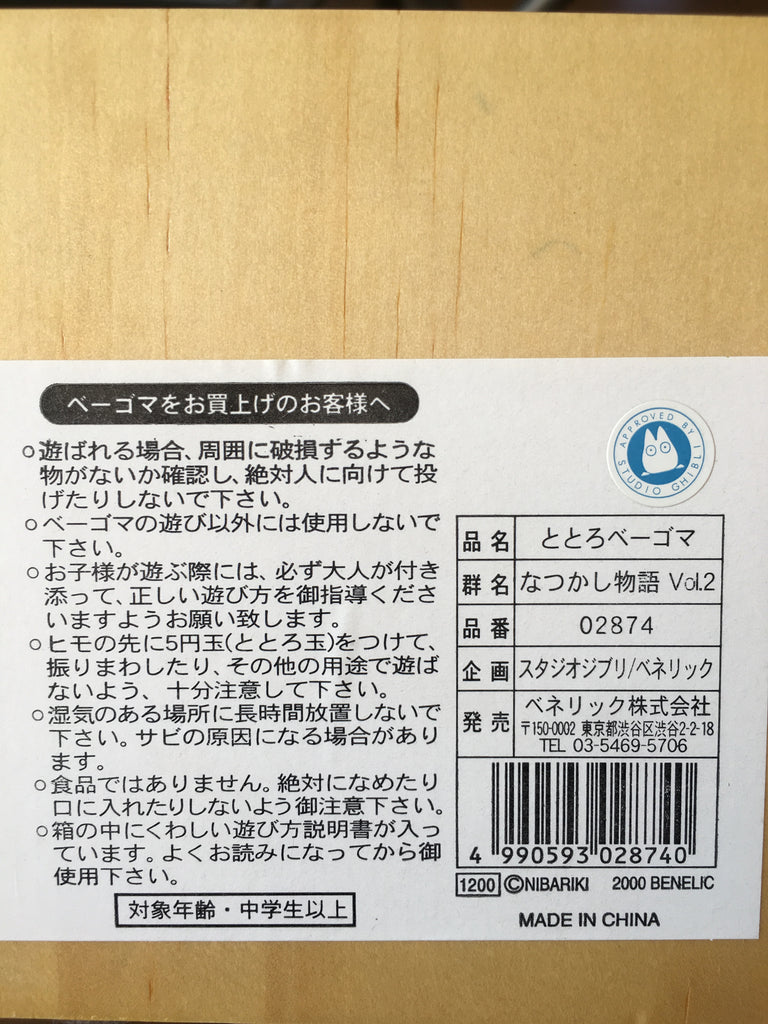 ベーゴマをお買上げのお客様へ
○遊ばれる場合、周囲に破損するような
物がないか確認し、絶対人に向けて投
げたりしないで下さい。
○ベーゴマの遊び以外には使用しないで
下さい。
○お子様が遊ぶ際には、必ず大人が付き
添って、正しい遊び方を御指導くださ
いますようお願い致します。
○ヒモの先に5円玉(ととろ玉)をつけて、
振りまわしたり、その他の用途で遊ば
ないよう、十分注意して下さい。
○湿気のある場所に長時間放置しないで
下さい。サビの原因になる場合があり
ます。
○食品ではありません。絶対になめたり
口に入れたりしないよう御注意下さい。
○箱の中にくわしい遊び方説明書が入っ
ています。よくお読みになってから御
使用下さい。
対象年齢・中学生以上
APPROVED BY
STUDIO GHIBLI
品名 ととろベーゴマ
群名 なつかし物語 Vol.2
品番 02874
企画 スタジオジブリ/ベネリック
発売 ベネリック株式会社
〒150-0002 東京都渋谷区渋谷2-2-18
TEL 03-5469-5706
4 990593 028740
1200 ©NIBARIKI 2000 BENELIC
MADE IN CHINA